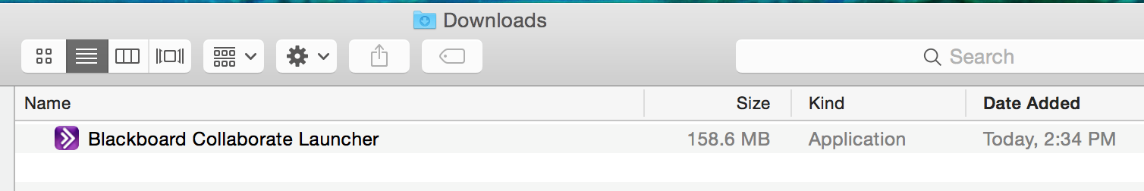 Downloads
Search
Name Size Kind Date Added
Blackboard Collaborate Launcher 158.6 MB Application Today, 2:34 PM